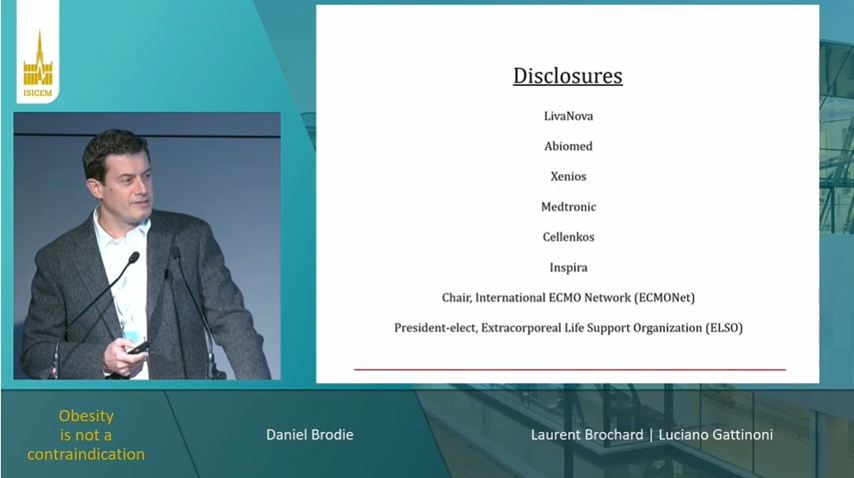 ISICEM
Disclosures
LivaNova
Abiomed
Xenios
Medtronic
Cellenkos
Inspira
Chair, International ECMO Network (ECMONet)
President-elect, Extracorporeal Life Support Organization (ELSO)
Obesity
is not a
contraindication
Daniel Brodie
Laurent Brochard | Luciano Gattinoni